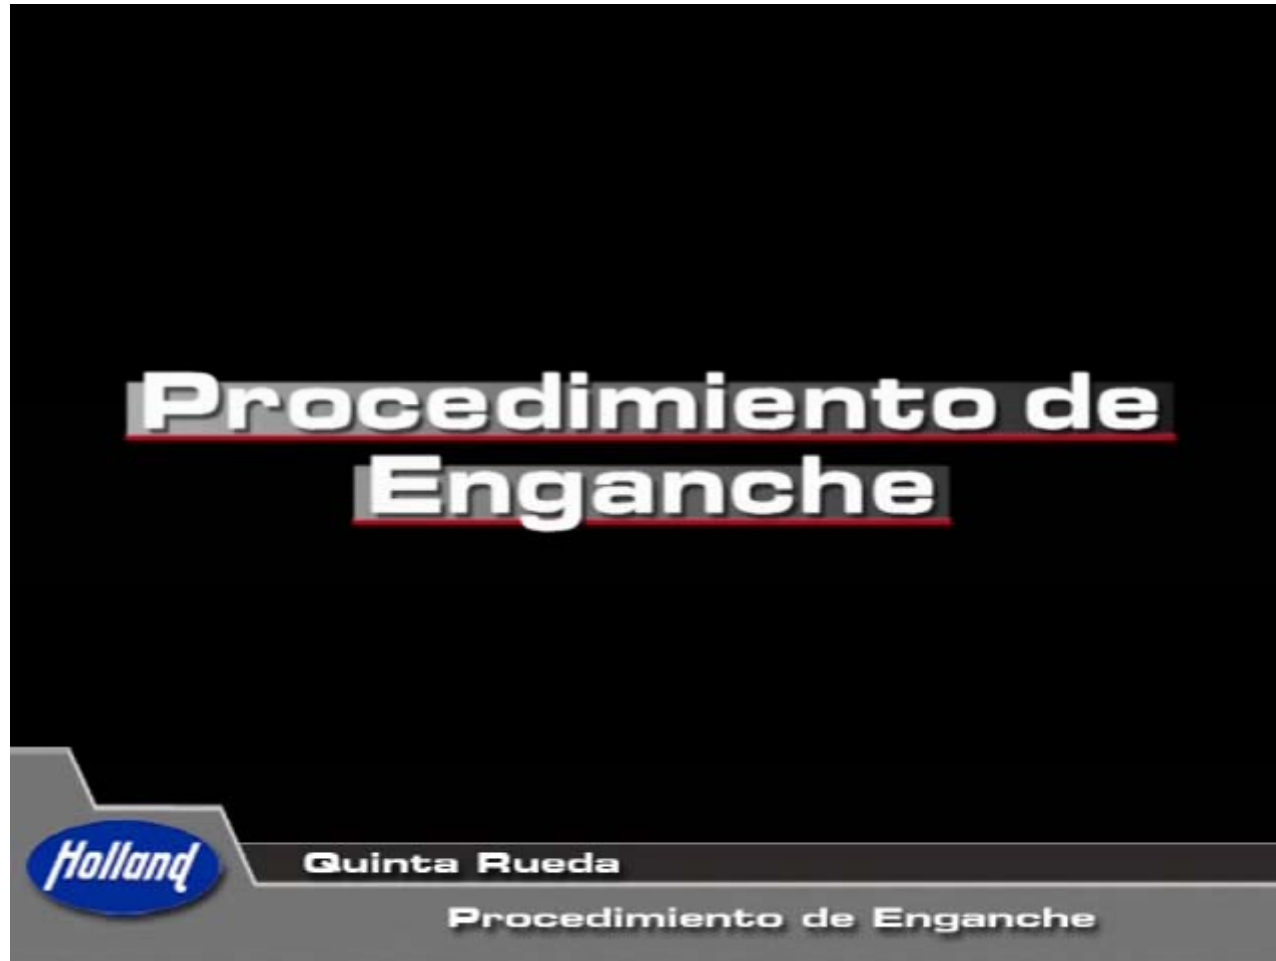 Procedimiento de
Enganche
Holland
Quinta Rueda
Procedimiento de Enganche